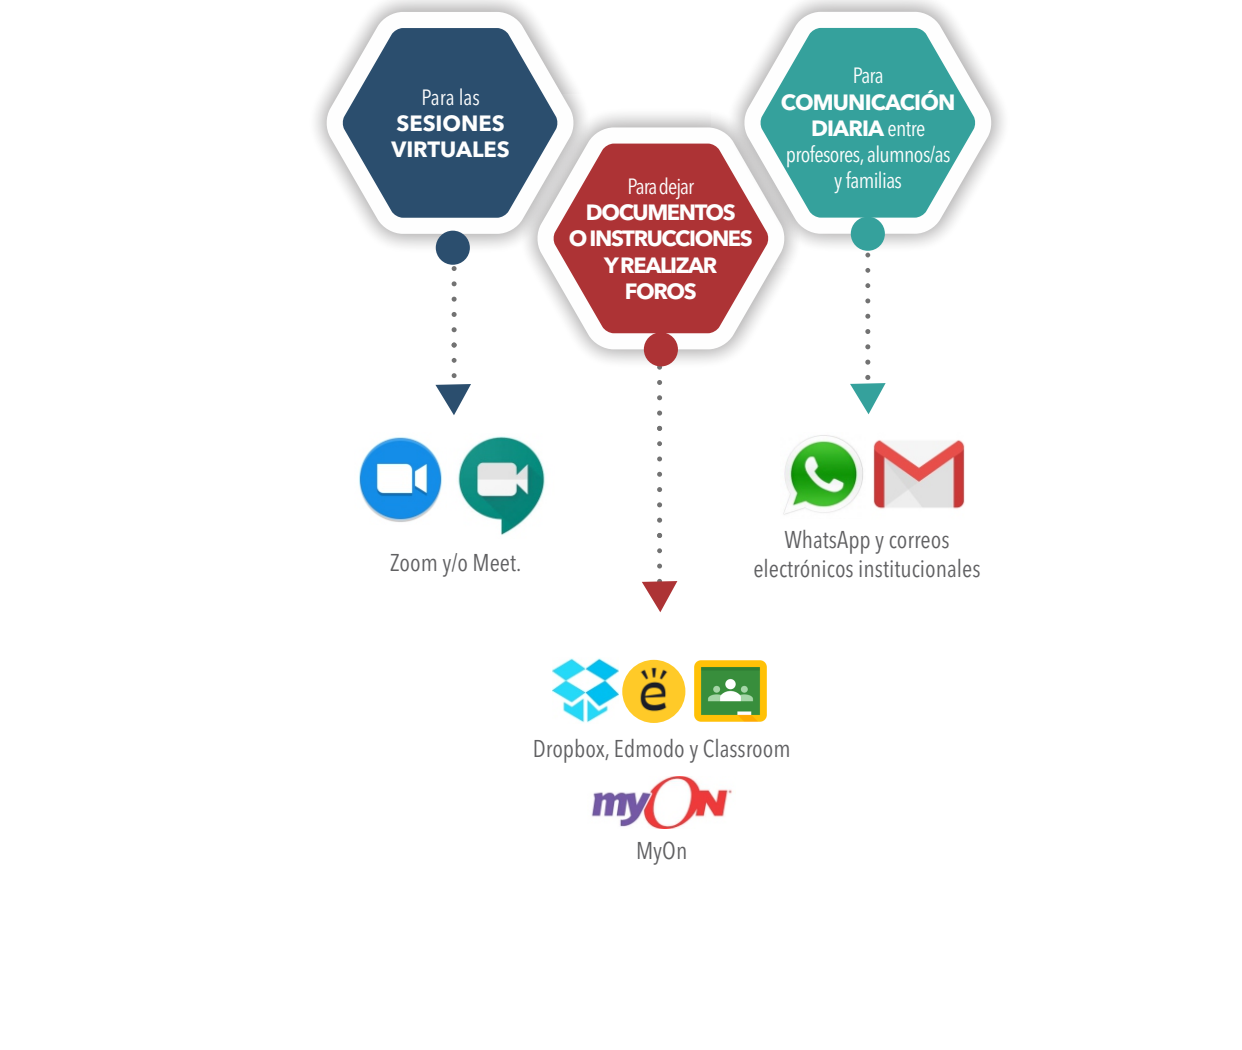 Para las
SESIONES
VIRTUALES
Para dejar
DOCUMENTOS
O INSTRUCCIONES
Y REALIZAR
FOROS
Para
COMUNICACIÓN
DIARIA entre
profesores, alumnos/as
y familias
Zoom y/o Meet.
WhatsApp y correos
electrónicos institucionales
e
Dropbox, Edmodo y Classroom
myON
MyOn